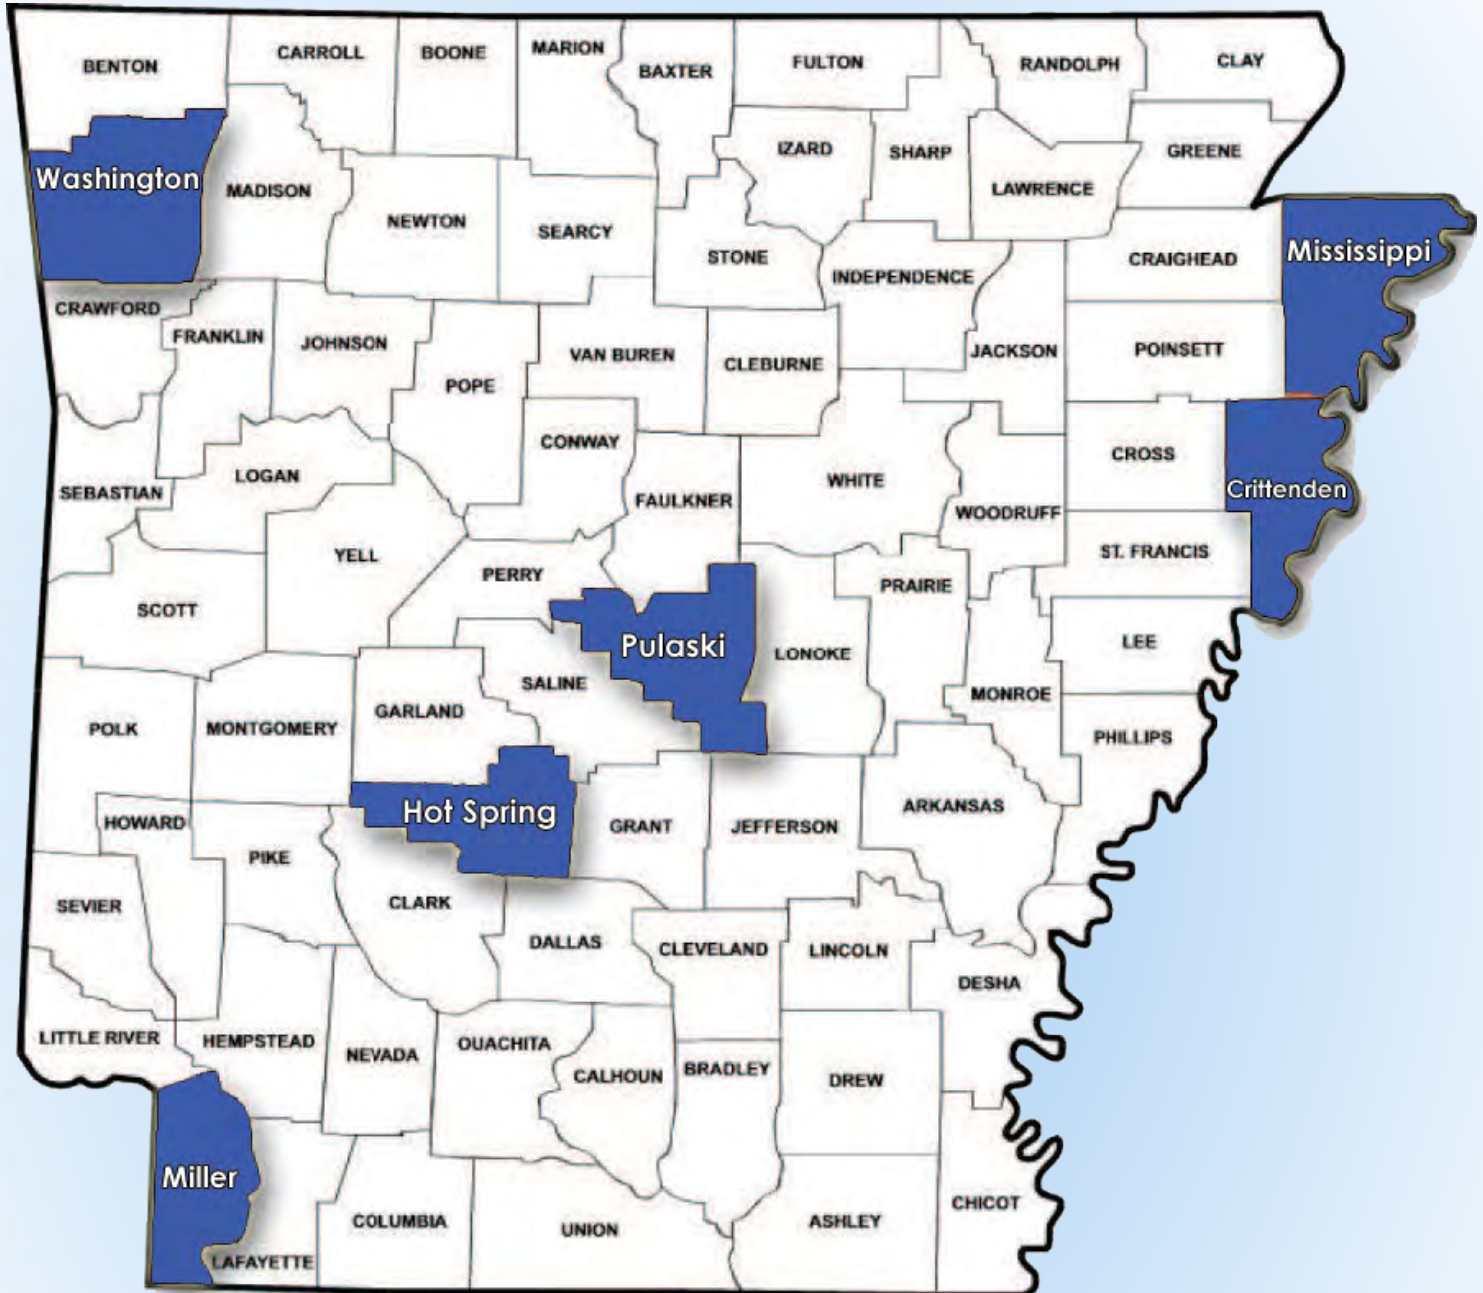 BENTON
CARROLL
BOONE
MARION
BAXTER
FULTON
RANDOLPH
CLAY
Washington
MADISON
NEWTON
SEARCY
STONE
IZARD
SHARP
LAWRENCE
GREENE
INDEPENDENCE
CRAIGHEAD
Mississippi
CRAWFORD
FRANKLIN
JOHNSON
POPE
VAN BUREN
CLEBURNE
JACKSON
POINSETT
SEBASTIAN
LOGAN
CONWAY
FAULKNER
WHITE
WOODRUFF
CROSS
Crittenden
SCOTT
YELL
PERRY
Pulaski
LONOKE
PRAIRIE
ST. FRANCIS
LEE
POLK
MONTGOMERY
GARLAND
SALINE
MONROE
PHILLIPS
HOWARD
PIKE
Hot Spring
GRANT
JEFFERSON
ARKANSAS
SEVIER
CLARK
DALLAS
CLEVELAND
LINCOLN
DESHA
LITTLE RIVER
HEMPSTEAD
NEVADA
OUACHITA
CALHOUN
BRADLEY
DREW
Miller
LAFAYETTE
COLUMBIA
UNION
ASHLEY
CHICOT